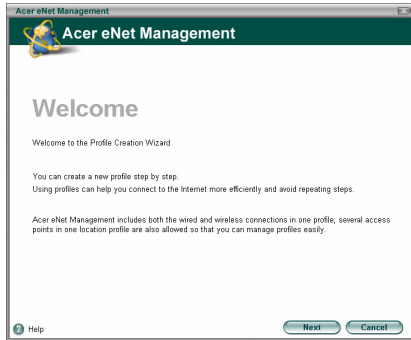 Acer eNet Management
Acer eNet Management
Welcome
Welcome to the Profile Creation Wizard
You can create a new profile step by step.
Using profiles can help you connect to the Internet more efficiently and avoid repeating steps.
Acer eNet Management includes both the wired and wireless connections in one profile; several access
points in one location profile are also allowed so that you can manage profiles easily.
? Help
Next
Cancel